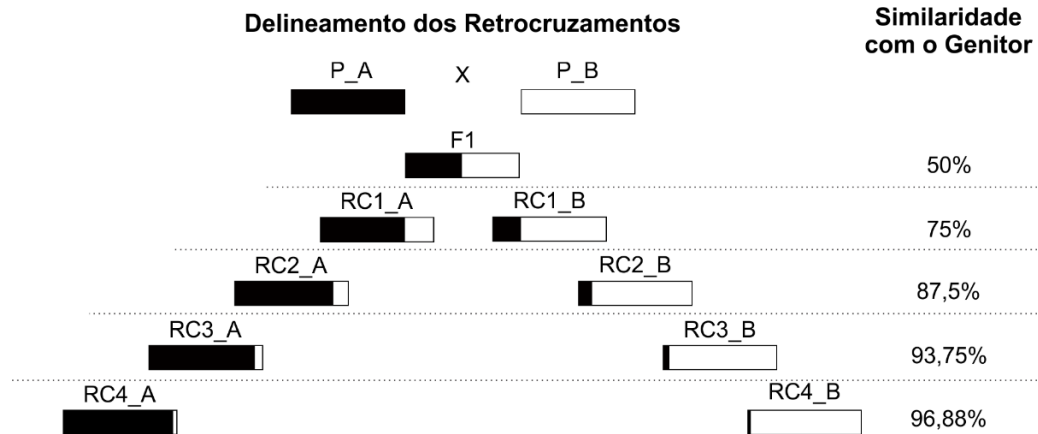 Delineamento dos Retrocruzamentos
Similaridade
com o Genitor
P_A X P_B
F1
50%
RC1_A RC1_B
75%
RC2_A RC2_B
87,5%
RC3_A RC3_B
93,75%
RC4_A RC4_B
96,88%